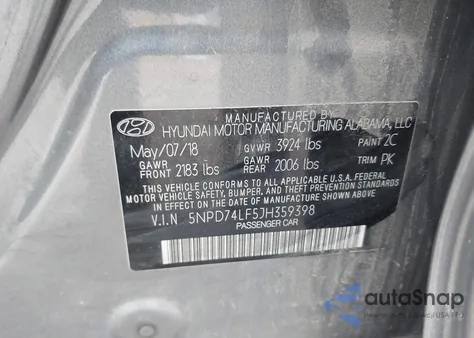 MANUFACTURED BY
HYUNDAI MOTOR MANUFACTURING ALABAMA, LLC
May/07/18 GVWR 3924 lbs PAINT 2C
GAWR FRONT 2183 lbs GAWR REAR 2006 lbs TRIM PK
THIS VEHICLE CONFORMS TO ALL APPLICABLE U.S.A. FEDERAL
MOTOR VEHICLE SAFETY, BUMPER, AND THEFT PREVENTION
STANDARDS IN EFFECT ON THE DATE OF MANUFACTURE SHOWN ABOVE.
V.I.N 5NPD74LF5JH359398
PASSENGER CAR
autoSnap